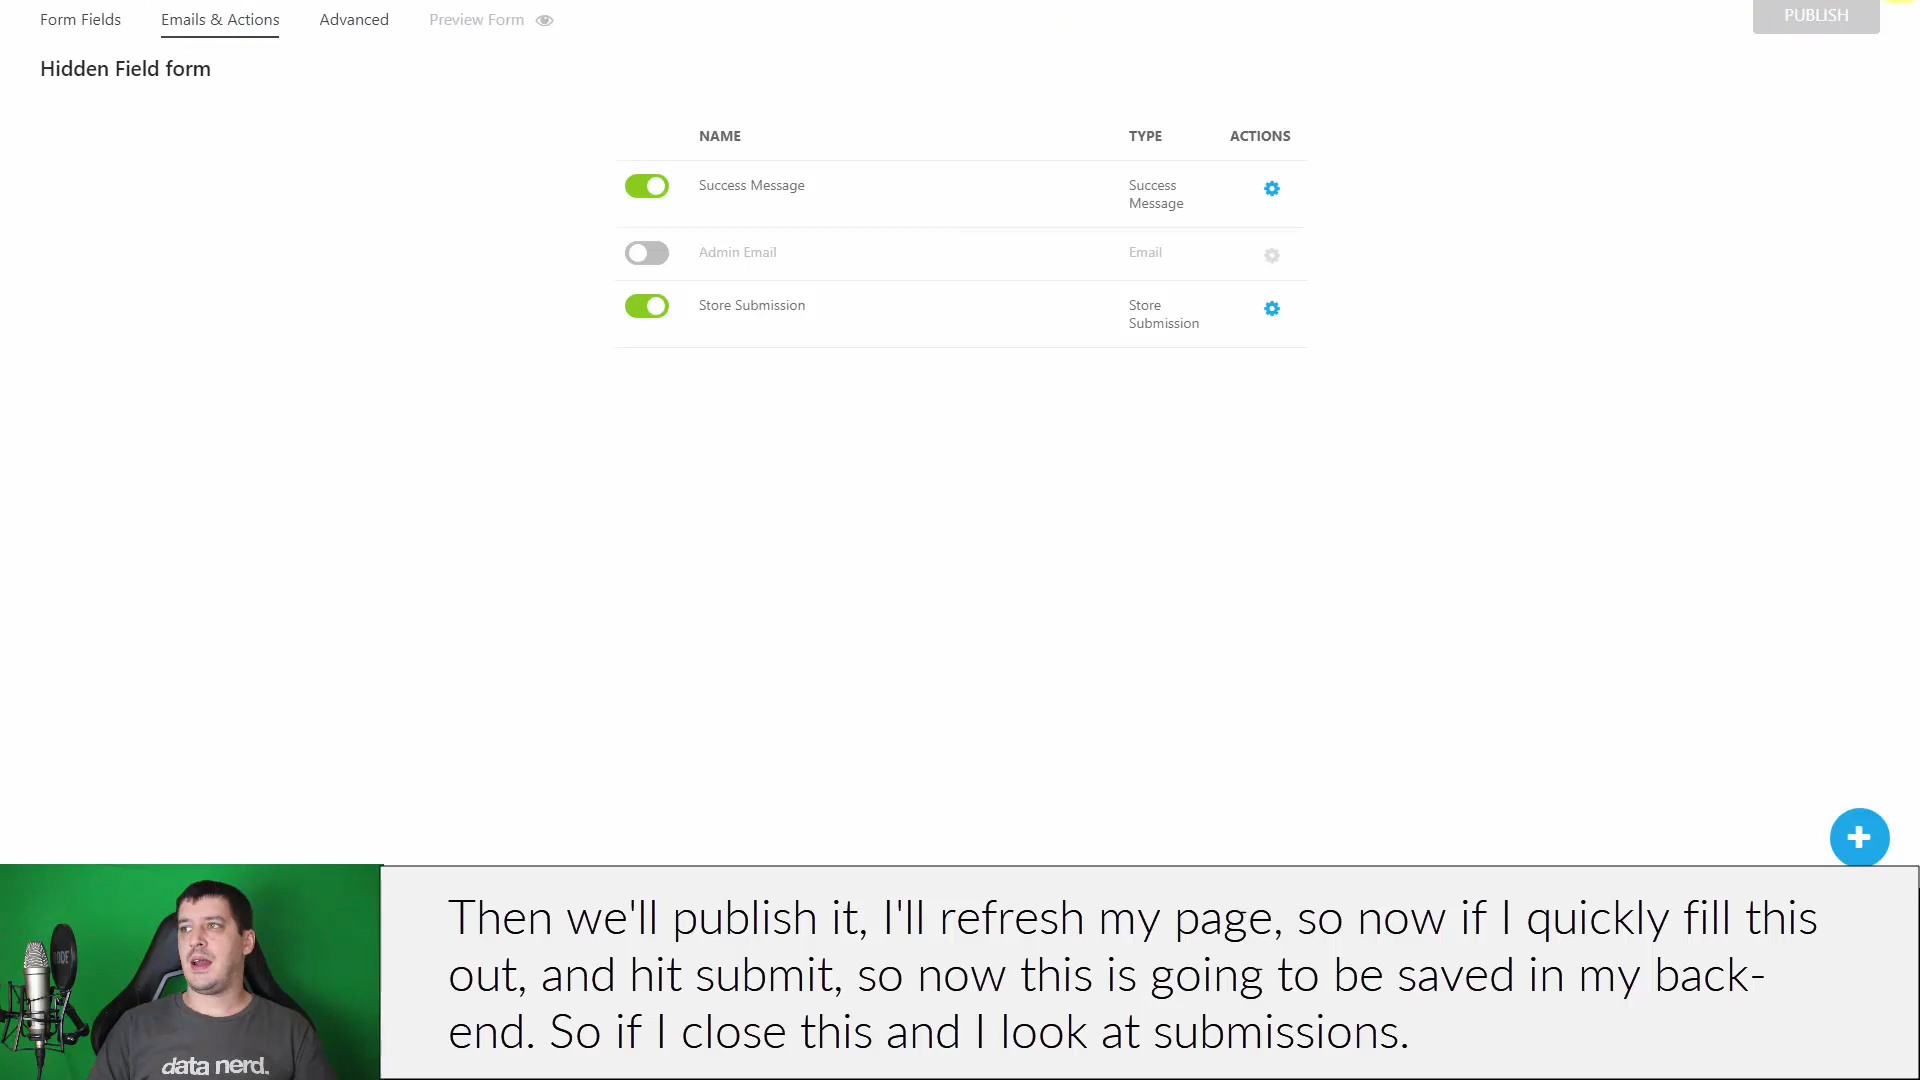 Form Fields
Emails & Actions
Advanced
Preview Form
PUBLISH
Hidden Field form
NAME
TYPE
ACTIONS
Success Message
Success
Message
Admin Email
Email
Store Submission
Store
Submission
RODE
data nerd.
Then we'll publish it, I'll refresh my page, so now if I quickly fill this
out, and hit submit, so now this is going to be saved in my back-
end. So if I close this and I look at submissions.